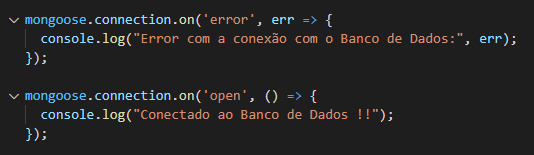 mongoose.connection.on('error', err => {
  console.log("Error com a conexão com o Banco de Dados:", err);
});

mongoose.connection.on('open', () => {
  console.log("Conectado ao Banco de Dados !!");
});